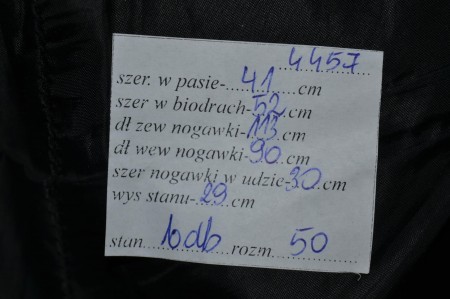 4457
szer. w pasie-....41......cm
szer w biodrach-52.cm
dł zew nogawki-113.cm
dł wew nogawki-90.cm
szer nogawki w udzie-30.cm
wys stanu-29.cm
stan......bdb......rozm....50